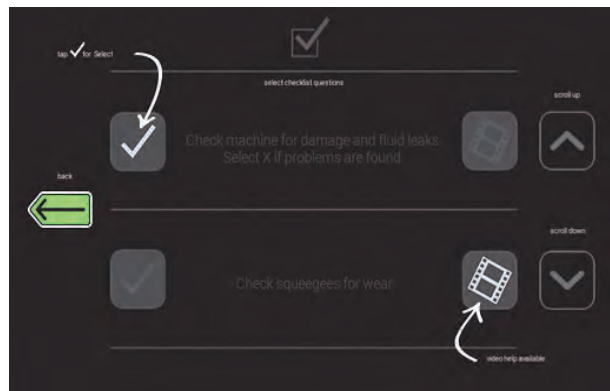 tap ✓ for Select
select checklist questions
scroll up
Check machine for damage and fluid leaks.
Select X if problems are found
back
scroll down
Check squeegees for wear
video help available